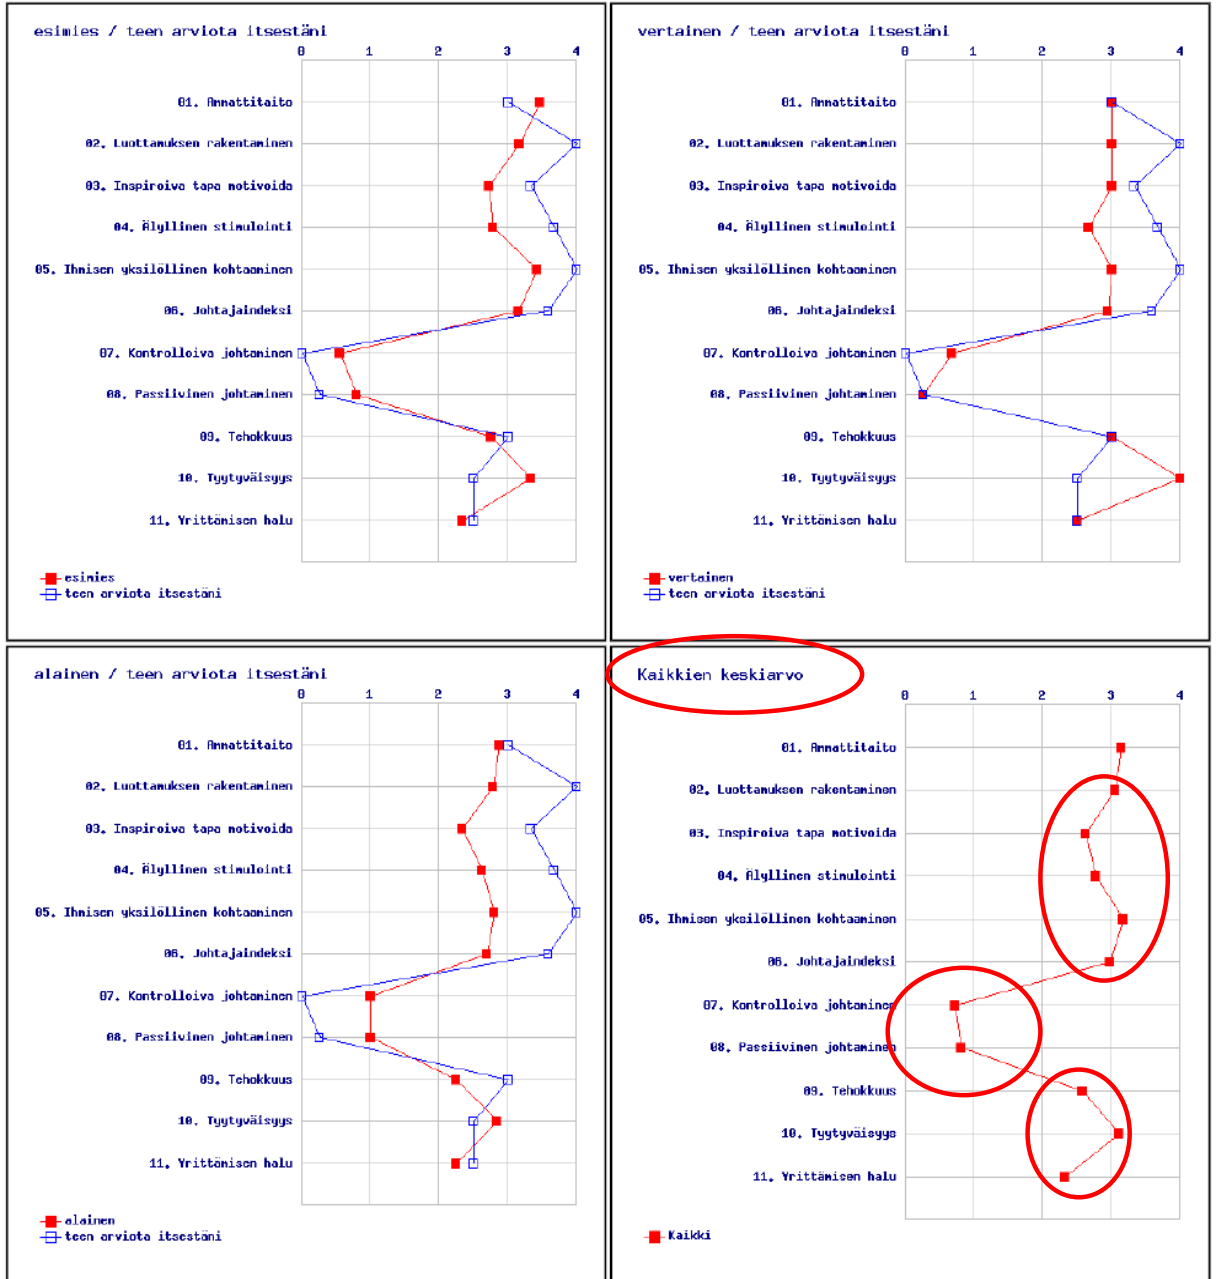 esimies / teen arviota itsestäni
0 1 2 3 4
01. Ammattitaito
02. Luottamuksen rakentaminen
03. Inspiroiva tapa motivoida
04. Älyllinen stimulointi
05. Ihmisen yksilöllinen kohtaaminen
06. Johtajaindeksi
07. Kontrolloiva johtaminen
08. Passiivinen johtaminen
09. Tehokkuus
10. Tyytyväisyys
11. Yrittämisen halu
esimies
teen arviota itsestäni
vertainen / teen arviota itsestäni
0 1 2 3 4
01. Ammattitaito
02. Luottamuksen rakentaminen
03. Inspiroiva tapa motivoida
04. Älyllinen stimulointi
05. Ihmisen yksilöllinen kohtaaminen
06. Johtajaindeksi
07. Kontrolloiva johtaminen
08. Passiivinen johtaminen
09. Tehokkuus
10. Tyytyväisyys
11. Yrittämisen halu
vertainen
teen arviota itsestäni
alainen / teen arviota itsestäni
0 1 2 3 4
01. Ammattitaito
02. Luottamuksen rakentaminen
03. Inspiroiva tapa motivoida
04. Älyllinen stimulointi
05. Ihmisen yksilöllinen kohtaaminen
06. Johtajaindeksi
07. Kontrolloiva johtaminen
08. Passiivinen johtaminen
09. Tehokkuus
10. Tyytyväisyys
11. Yrittämisen halu
alainen
teen arviota itsestäni
Kaikkien keskiarvo
0 1 2 3 4
01. Ammattitaito
02. Luottamuksen rakentaminen
03. Inspiroiva tapa motivoida
04. Älyllinen stimulointi
05. Ihmisen yksilöllinen kohtaaminen
06. Johtajaindeksi
07. Kontrolloiva johtaminen
08. Passiivinen johtaminen
09. Tehokkuus
10. Tyytyväisyys
11. Yrittämisen halu
Kaikki